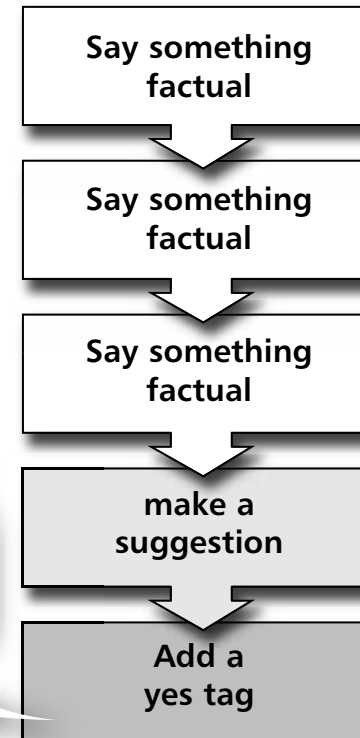 Say something
factual
Say something
factual
Say something
factual
make a
suggestion
Add a
yes tag